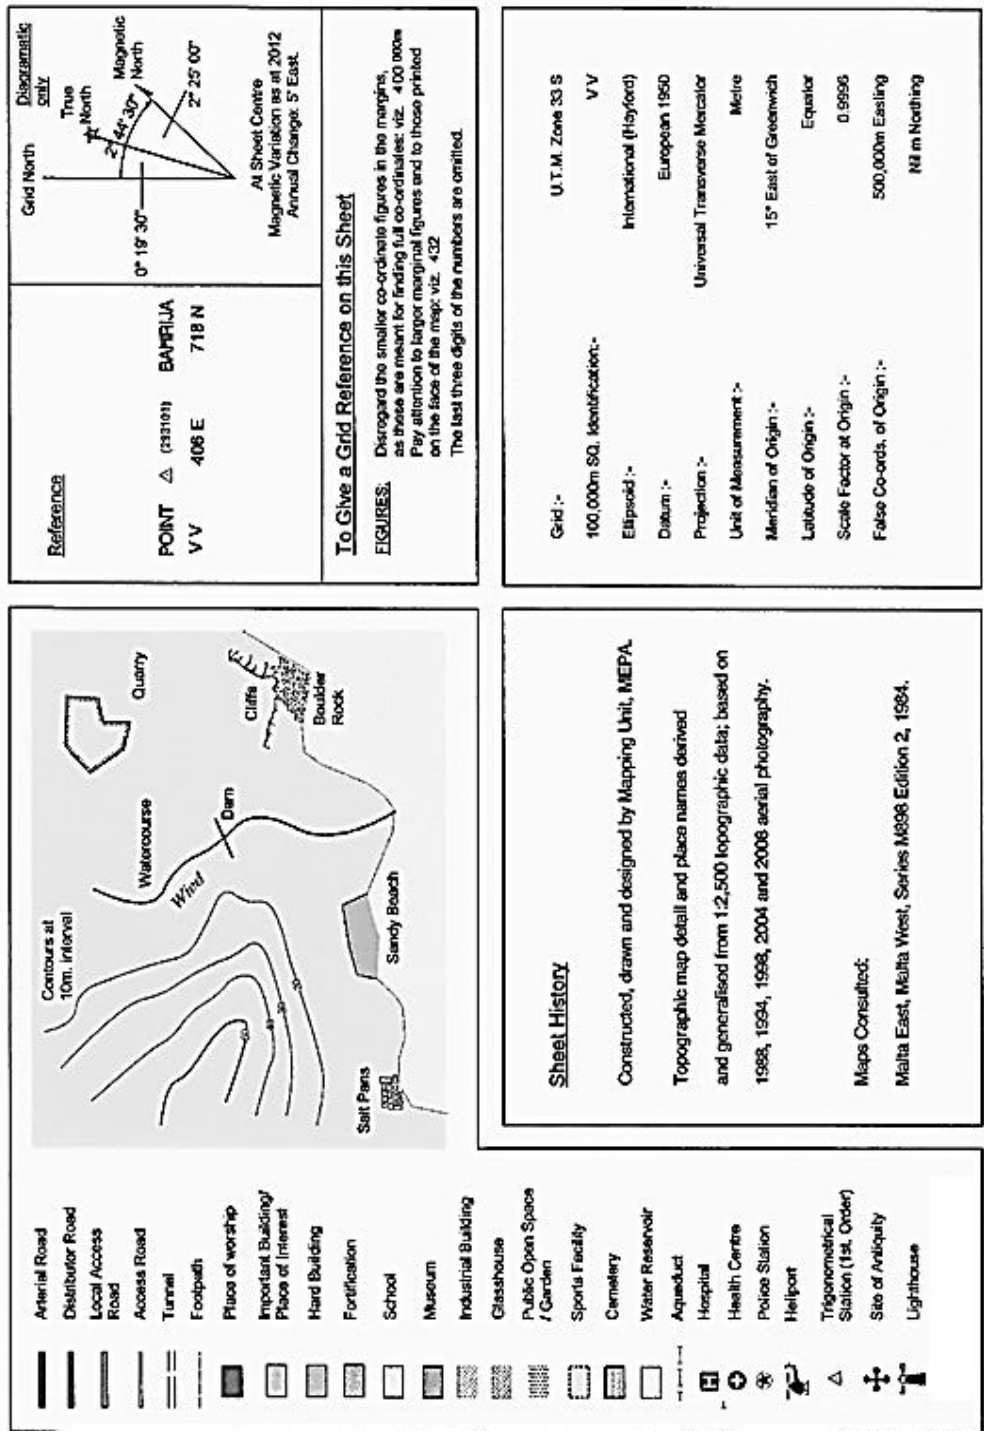 Arterial Road
Distributor Road
Local Access
Road
Access Road
Tunnel
Footpath
Place of worship
Important Building/
Place of Interest
Hard Building
Fortification
School
Museum
Industrial Building
Glasshouse
Public Open Space
/ Garden
Sports Facility
Cemetery
Water Reservoir
Aqueduct
H
Hospital
Health Centre
Police Station
Heliport
Trigonometrical
Station (1st. Order)
Site of Antiquity
Lighthouse
Contours at
10m. interval
Watercourse
Wied
Dam
Quarry
Cliffs
Boulder
Rock
Sandy Beach
Salt Pans
Reference
POINT △ (233101) BAHRIJA
V V 406 E 718 N
Diagramatic
only
Grid North
True
North
Magnetic
North
2° 44' 30"
2° 25' 00"
0° 19' 30"
At Sheet Centre
Magnetic Variation as at 2012
Annual Change: 5' East.
To Give a Grid Reference on this Sheet
FIGURES: Disregard the smaller co-ordinate figures in the margins,
as these are meant for finding full co-ordinates: viz. 400 000m
Pay attention to larger marginal figures and to those printed
on the face of the map: viz. 432
The last three digits of the numbers are omitted.
Sheet History
Constructed, drawn and designed by Mapping Unit, MEPA.
Topographic map detail and place names derived
and generalised from 1:2,500 topographic data; based on
1988, 1994, 1998, 2004 and 2008 aerial photography.
Maps Consulted:
Malta East, Malta West, Series M898 Edition 2, 1984.
Grid :- U.T.M. Zone 33 S
100,000m SQ. Identification:- V V
Ellipsoid :- International (Hayford)
Datum :- European 1950
Projection :- Universal Transverse Mercator
Unit of Measurement :- Metre
Meridian of Origin :- 15° East of Greenwich
Latitude of Origin :- Equator
Scale Factor at Origin :- 0.9996
False Co-ords. of Origin :- 500,000m Easting
Nil m Northing